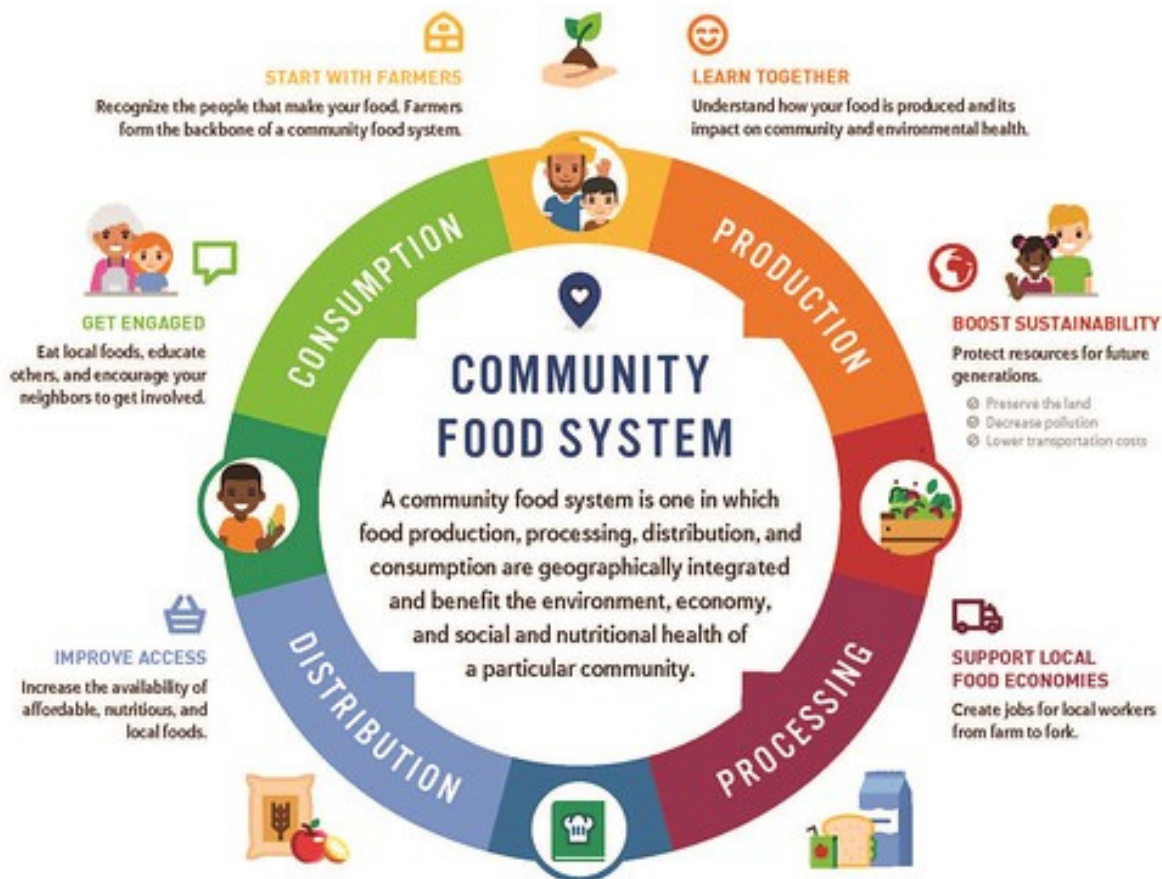 START WITH FARMERS
Recognize the people that make your food. Farmers
form the backbone of a community food system.
LEARN TOGETHER
Understand how your food is produced and its
impact on community and environmental health.
GET ENGAGED
Eat local foods, educate
others, and encourage your
neighbors to get involved.
CONSUMPTION
PRODUCTION
BOOST SUSTAINABILITY
Protect resources for future
generations.
Preserve the land
Decrease pollution
Lower transportation costs
COMMUNITY
FOOD SYSTEM
A community food system is one in which
food production, processing, distribution, and
consumption are geographically integrated
and benefit the environment, economy,
and social and nutritional health of
a particular community.
IMPROVE ACCESS
Increase the availability of
affordable, nutritious, and
local foods.
DISTRIBUTION
PROCESSING
SUPPORT LOCAL
FOOD ECONOMIES
Create jobs for local workers
from farm to fork.